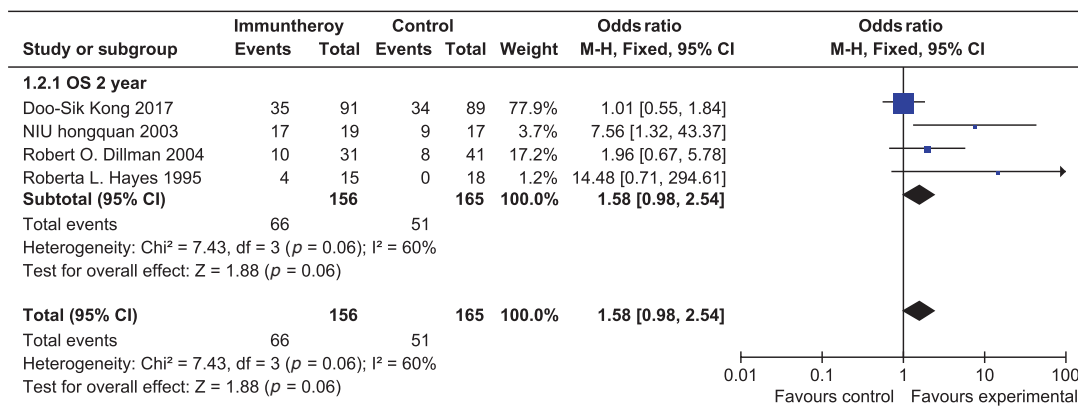 Immuntheroy Control Odds ratio Odds ratio
Study or subgroup Events Total Events Total Weight M-H, Fixed, 95% CI M-H, Fixed, 95% CI
1.2.1 OS 2 year
Doo-Sik Kong 2017 35 91 34 89 77.9% 1.01 [0.55, 1.84]
NIU hongquan 2003 17 19 9 17 3.7% 7.56 [1.32, 43.37]
Robert O. Dillman 2004 10 31 8 41 17.2% 1.96 [0.67, 5.78]
Roberta L. Hayes 1995 4 15 0 18 1.2% 14.48 [0.71, 294.61]
Subtotal (95% CI) 156 165 100.0% 1.58 [0.98, 2.54]
Total events 66 51
Heterogeneity: Chi² = 7.43, df = 3 (p = 0.06); I² = 60%
Test for overall effect: Z = 1.88 (p = 0.06)
Total (95% CI) 156 165 100.0% 1.58 [0.98, 2.54]
Total events 66 51
Heterogeneity: Chi² = 7.43, df = 3 (p = 0.06); I² = 60%
Test for overall effect: Z = 1.88 (p = 0.06)
0.01 0.1 1 10 100
Favours control Favours experimental